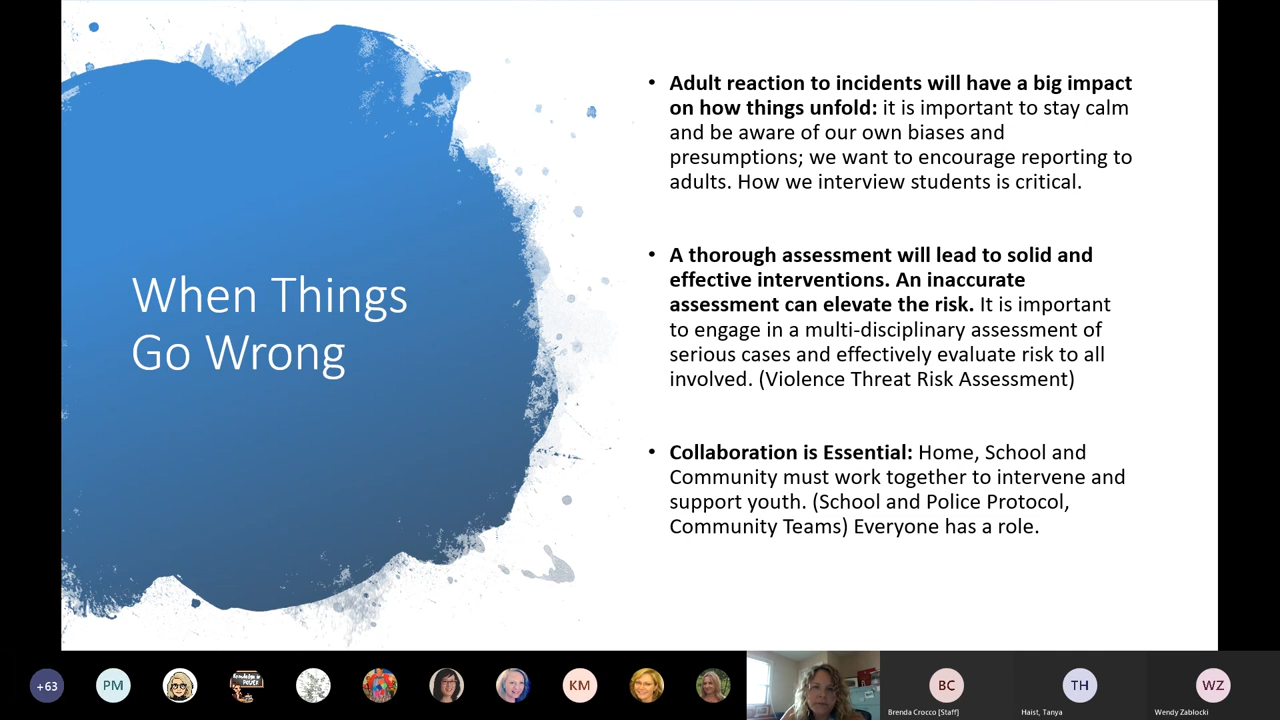 When Things
Go Wrong
• Adult reaction to incidents will have a big impact
on how things unfold: it is important to stay calm
and be aware of our own biases and
presumptions; we want to encourage reporting to
adults. How we interview students is critical.
• A thorough assessment will lead to solid and
effective interventions. An inaccurate
assessment can elevate the risk. It is important
to engage in a multi-disciplinary assessment of
serious cases and effectively evaluate risk to all
involved. (Violence Threat Risk Assessment)
• Collaboration is Essential: Home, School and
Community must work together to intervene and
support youth. (School and Police Protocol,
Community Teams) Everyone has a role.
+63
PM
KM
BC
Brenda Crocco [Staff]
TH
Haist, Tanya
WZ
Wendy Zablocki